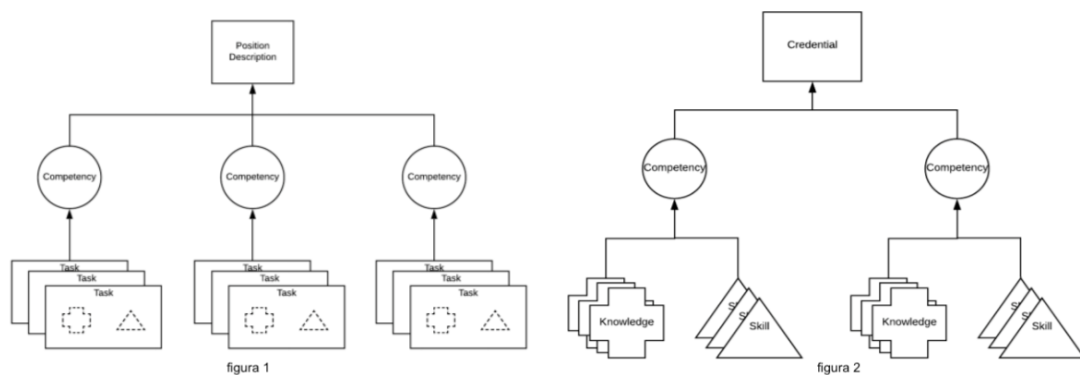 Position
Description
Competency
Competency
Competency
Task
Task
Task
Task
Task
Task
Task
Task
Task
figura 1
Credential
Competency
Competency
Knowledge
Skill
Knowledge
Skill
figura 2